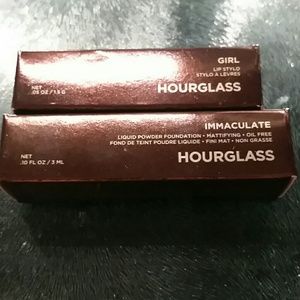 GIRL
LIP STYLO
STYLO À LÈVRES
NET
.05 OZ / 1.5 G
HOURGLASS
IMMACULATE
LIQUID POWDER FOUNDATION • MATTIFYING • OIL FREE
FOND DE TEINT POUDRE LIQUIDE • FINI MAT • NON GRASSE
NET
.10 FL OZ / 3 ML
HOURGLASS